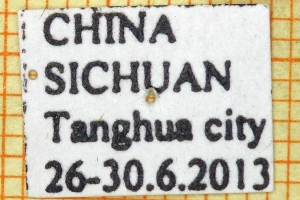 CHINA
SICHUAN
Tanghua city
26-30.6.2013